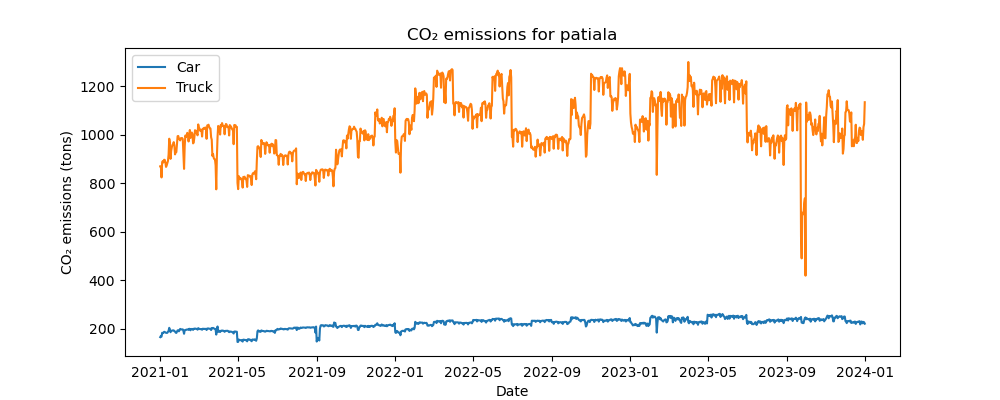 CO₂ emissions for patiala
Car
Truck
CO₂ emissions (tons)
1200
1000
800
600
400
200
2021-01 2021-05 2021-09 2022-01 2022-05 2022-09 2023-01 2023-05 2023-09 2024-01
Date